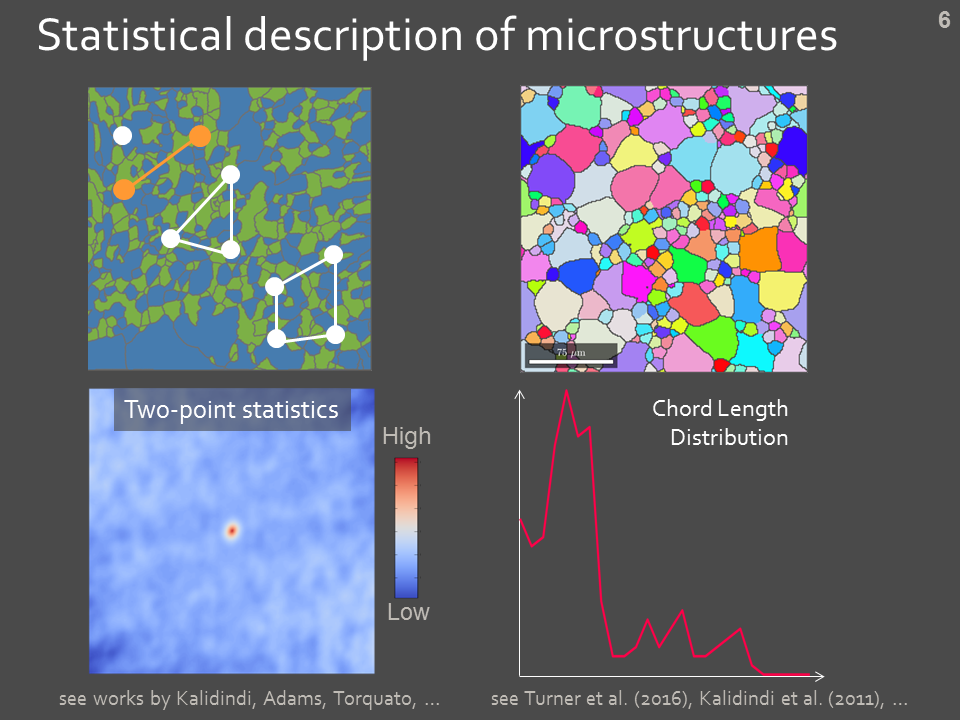 Statistical description of microstructures
6
75 μm
Two-point statistics
High
Low
Chord Length
Distribution
see works by Kalidindi, Adams, Torquato, ...
see Turner et al. (2016), Kalidindi et al. (2011), ...